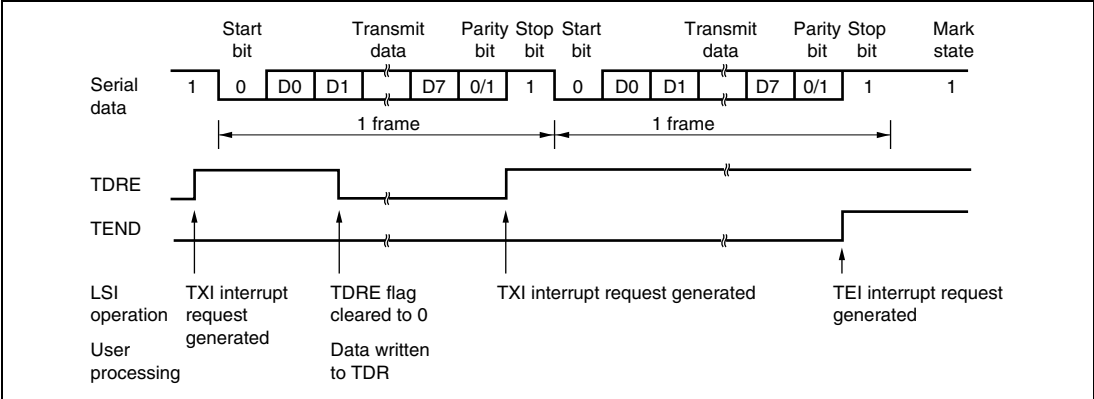 Start bit Transmit data Parity bit Stop bit Start bit Transmit data Parity bit Stop bit Mark state
Serial data 1 0 D0 D1 D7 0/1 1 0 D0 D1 D7 0/1 1 1
1 frame 1 frame
TDRE
TEND
LSI operation
TXI interrupt request generated
TDRE flag cleared to 0
TXI interrupt request generated
TEI interrupt request generated
User processing
Data written to TDR